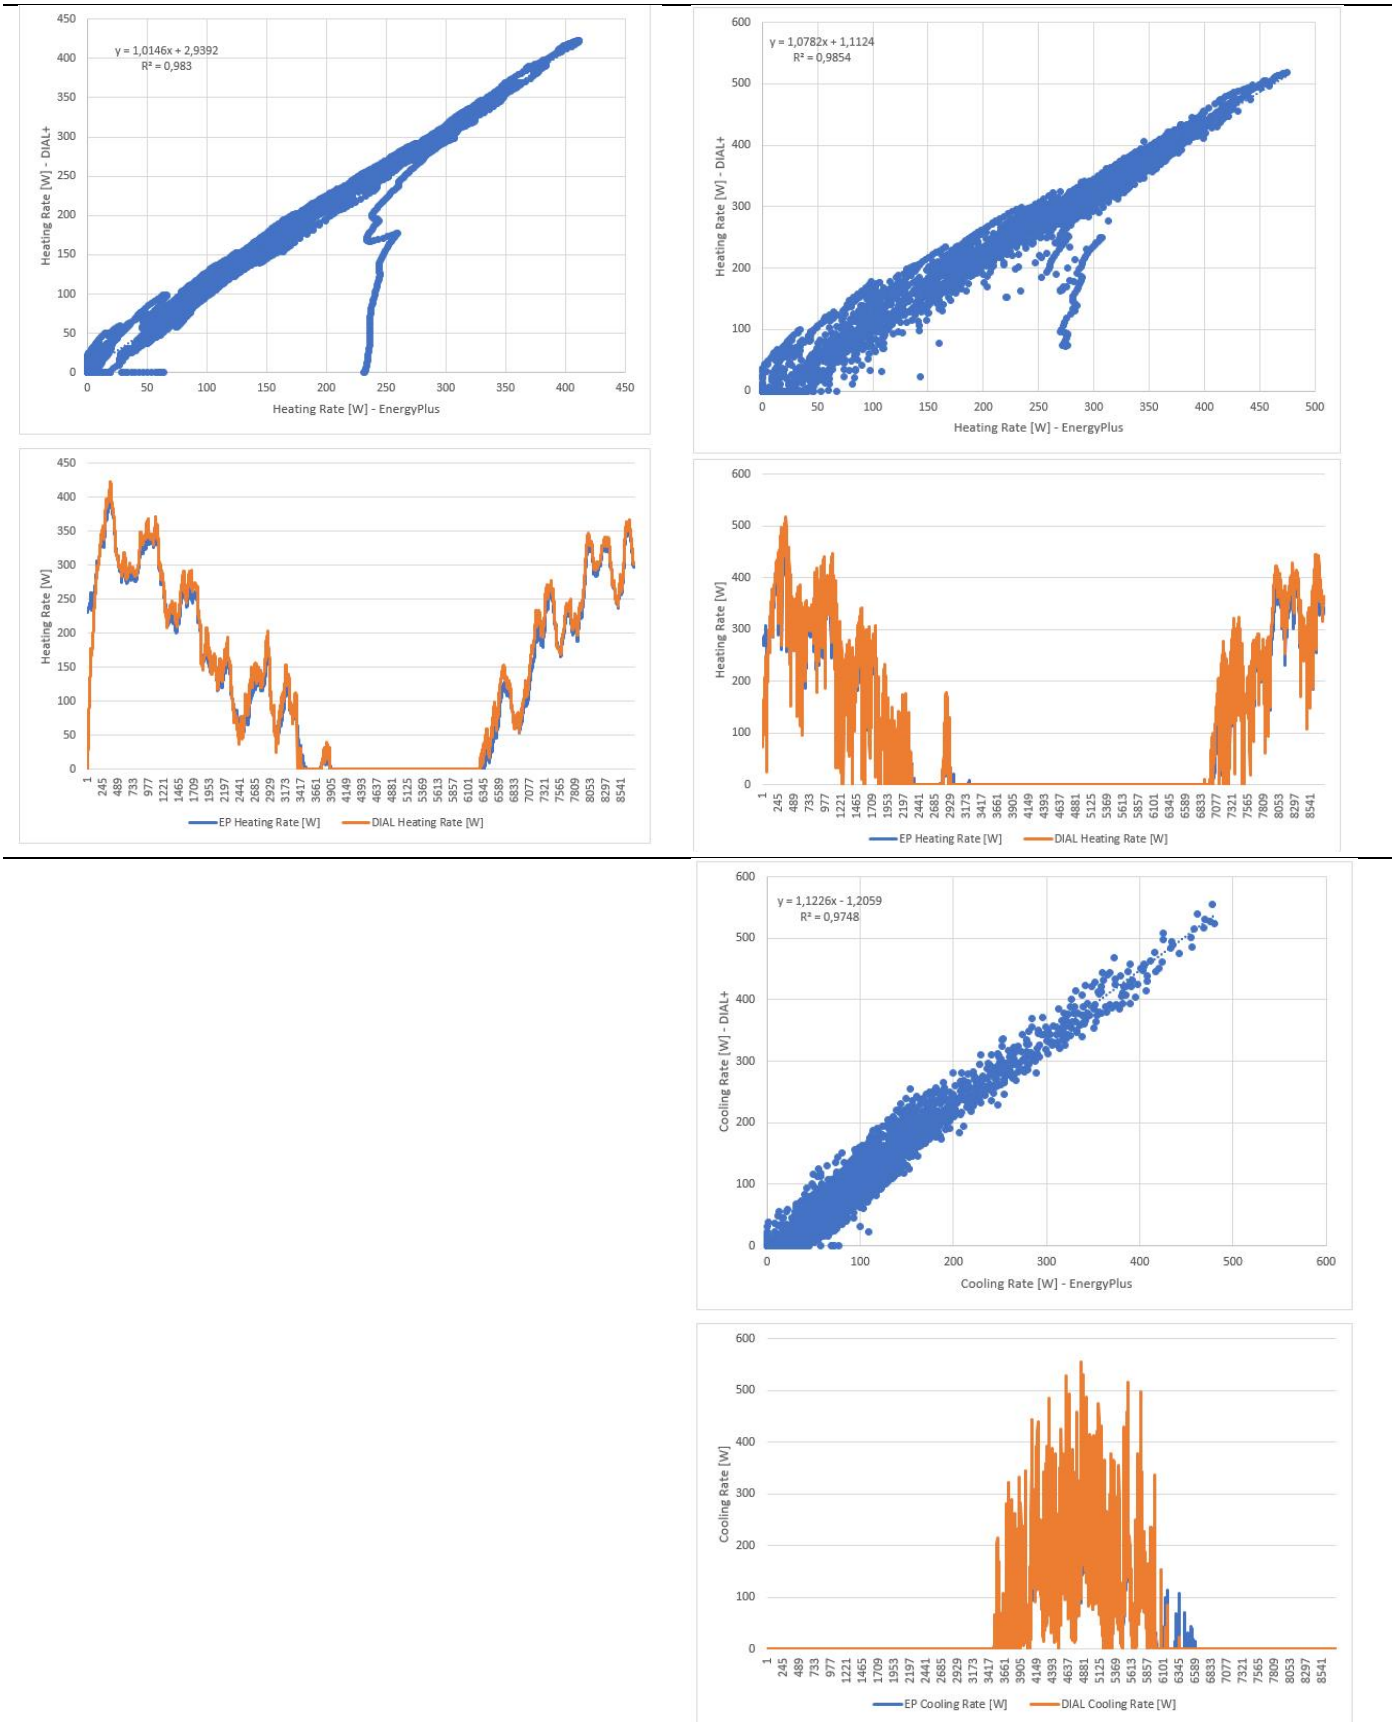 450
400
350
300
250
200
150
100
50
0
y = 1,0146x + 2,9392
R² = 0,983
Heating Rate [W] - DIAL+
0 50 100 150 200 250 300 350 400 450
Heating Rate [W] - EnergyPlus
600
500
400
300
200
100
0
y = 1,0782x + 1,1124
R² = 0,9854
Heating Rate [W] - DIAL+
0 50 100 150 200 250 300 350 400 450 500
Heating Rate [W] - EnergyPlus
450
400
350
300
250
200
150
100
50
0
Heating Rate [W]
1 245 489 733 977 1221 1465 1709 1953 2197 2441 2685 2929 3173 3417 3661 3905 4149 4393 4637 4881 5125 5369 5613 5857 6101 6345 6589 6833 7077 7321 7565 7809 8053 8297 8541
EP Heating Rate [W] DIAL Heating Rate [W]
600
500
400
300
200
100
0
Heating Rate [W]
1 245 489 733 977 1221 1465 1709 1953 2197 2441 2685 2929 3173 3417 3661 3905 4149 4393 4637 4881 5125 5369 5613 5857 6101 6345 6589 6833 7077 7321 7565 7809 8053 8297 8541
EP Heating Rate [W] DIAL Heating Rate [W]
600
500
400
300
200
100
0
y = 1,1226x - 1,2059
R² = 0,9748
Cooling Rate [W] - DIAL+
0 100 200 300 400 500 600
Cooling Rate [W] - EnergyPlus
600
500
400
300
200
100
0
Cooling Rate [W]
1 245 489 733 977 1221 1465 1709 1953 2197 2441 2685 2929 3173 3417 3661 3905 4149 4393 4637 4881 5125 5369 5613 5857 6101 6345 6589 6833 7077 7321 7565 7809 8053 8297 8541
EP Cooling Rate [W] DIAL Cooling Rate [W]